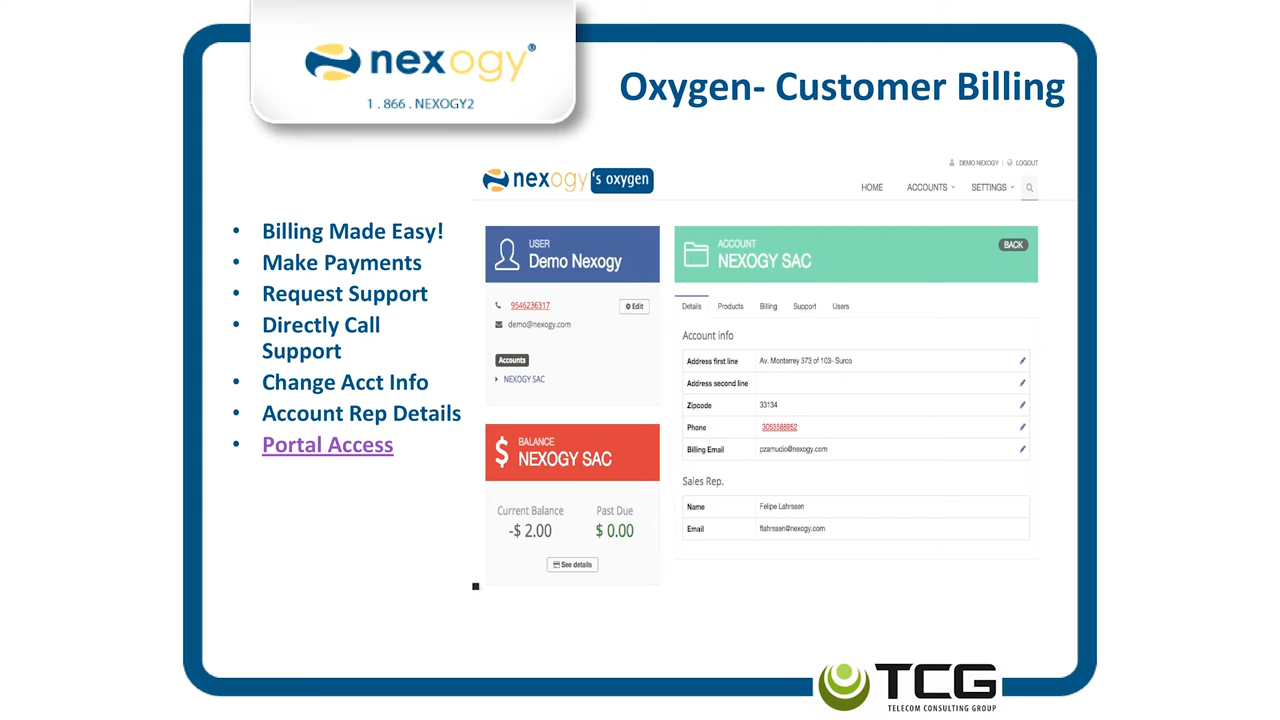 nexogy®
1 . 866 . NEXOGY2
Oxygen- Customer Billing
• Billing Made Easy!
• Make Payments
• Request Support
• Directly Call
Support
• Change Acct Info
• Account Rep Details
• Portal Access
DEMO NEXOGY | LOGOUT
nexogy's oxygen
HOME ACCOUNTS SETTINGS
USER
Demo Nexogy
9546236317 Edit
demo@nexogy.com
Accounts
NEXOGY SAC
BALANCE
NEXOGY SAC
Current Balance Past Due
-$ 2.00 $ 0.00
See details
ACCOUNT BACK
NEXOGY SAC
Details Products Billing Support Users
Account info
Address first line Av. Monterrey 373 of 103- Surco
Address second line
Zipcode 33134
Phone 3053588952
Billing Email pzamudio@nexogy.com
Sales Rep.
Name Felipe Lahrssen
Email flahrssen@nexogy.com
TCG
TELECOM CONSULTING GROUP